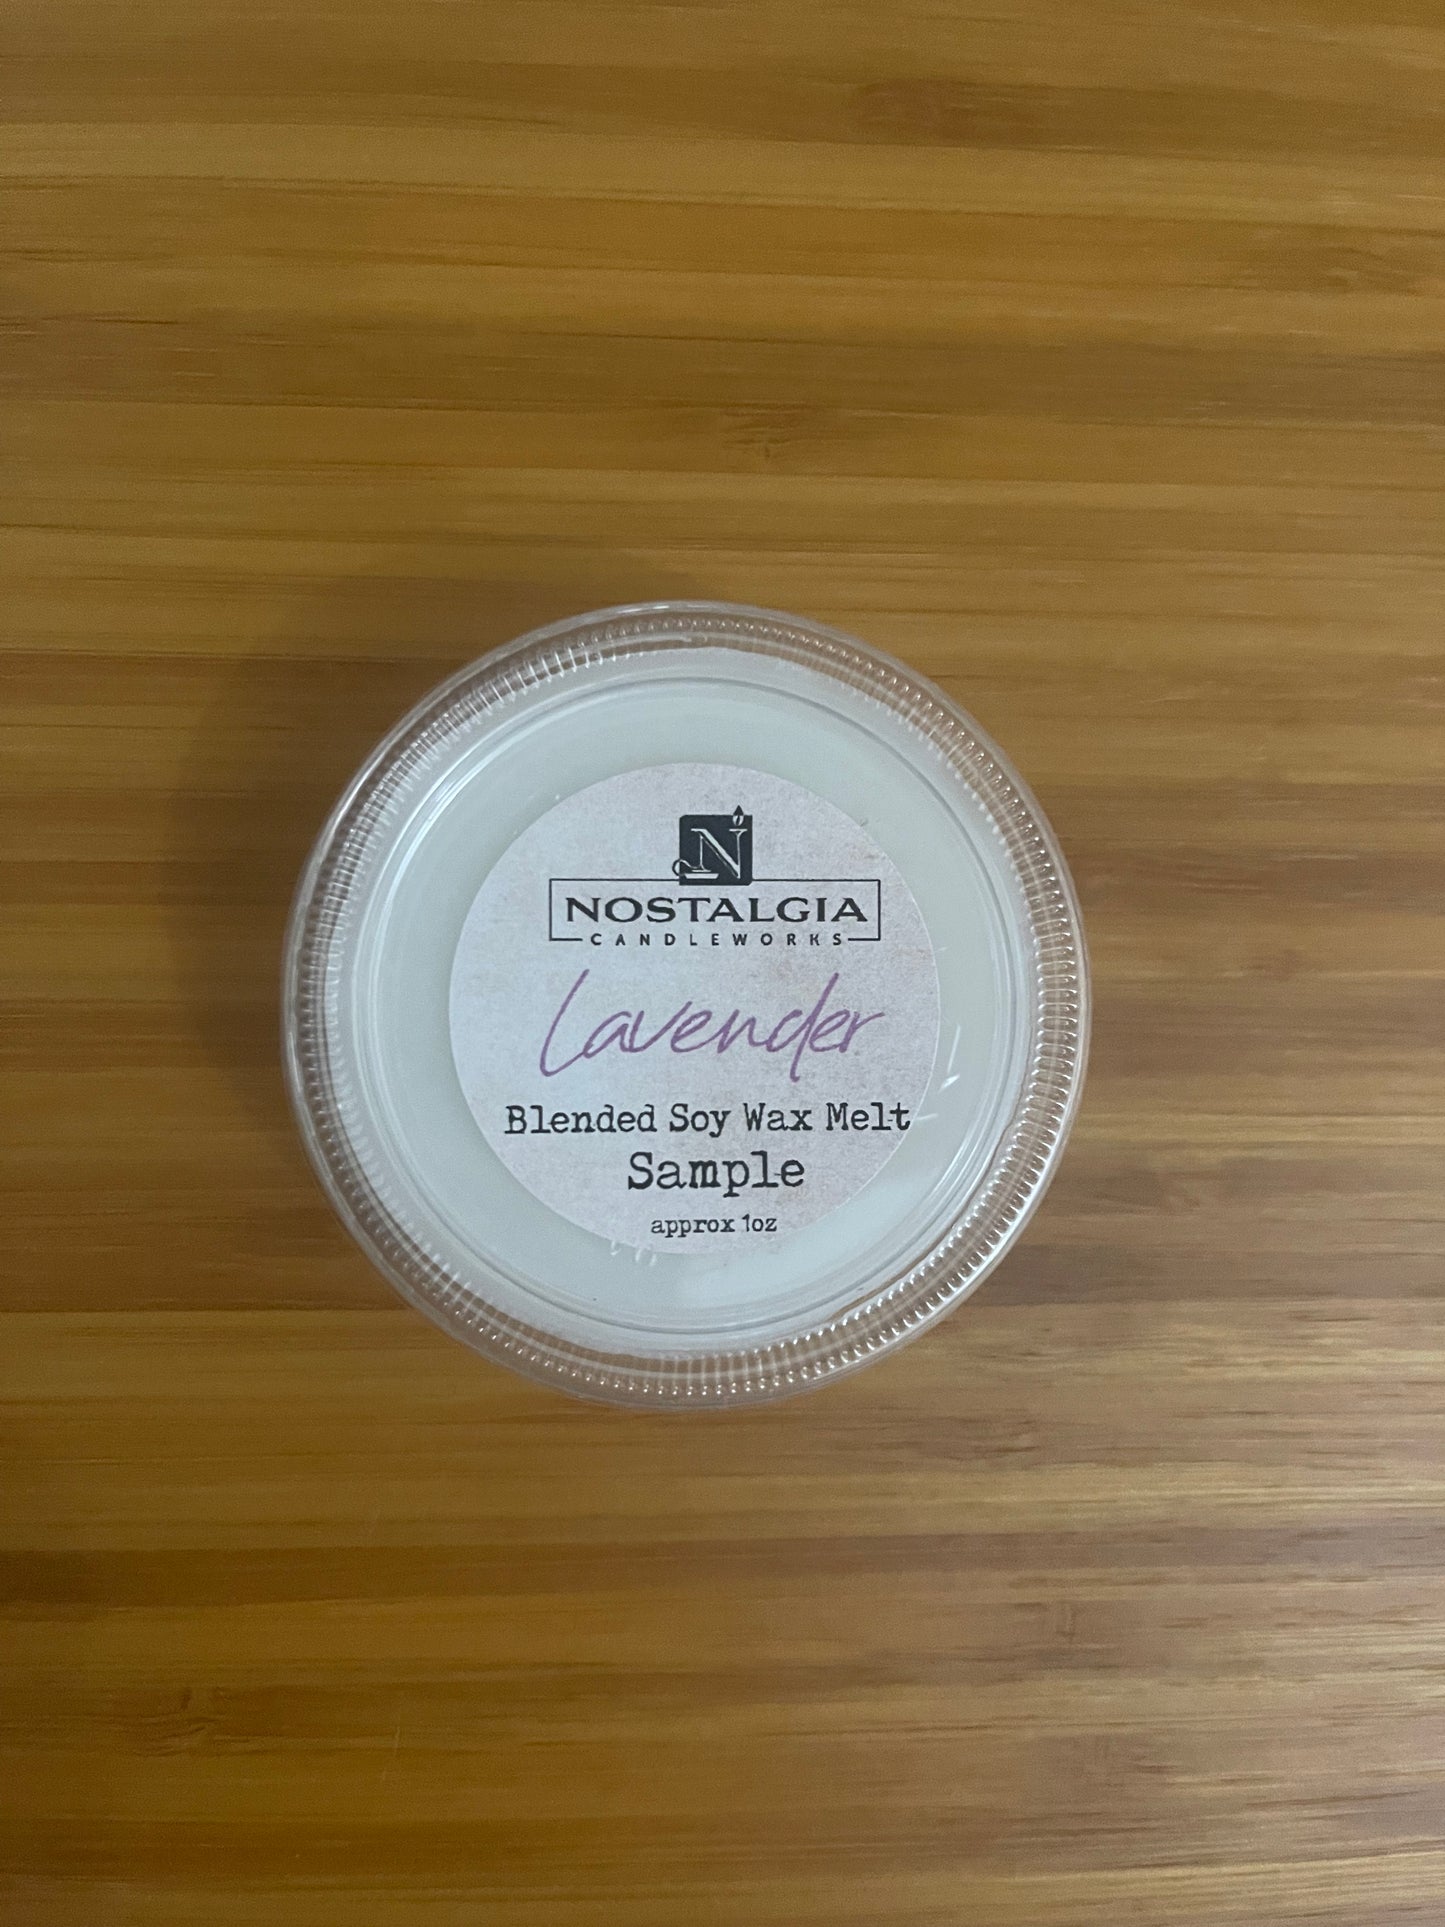 N
NOSTALGIA
CANDLEWORKS
Lavender
Blended Soy Wax Melt
Sample
approx 1oz